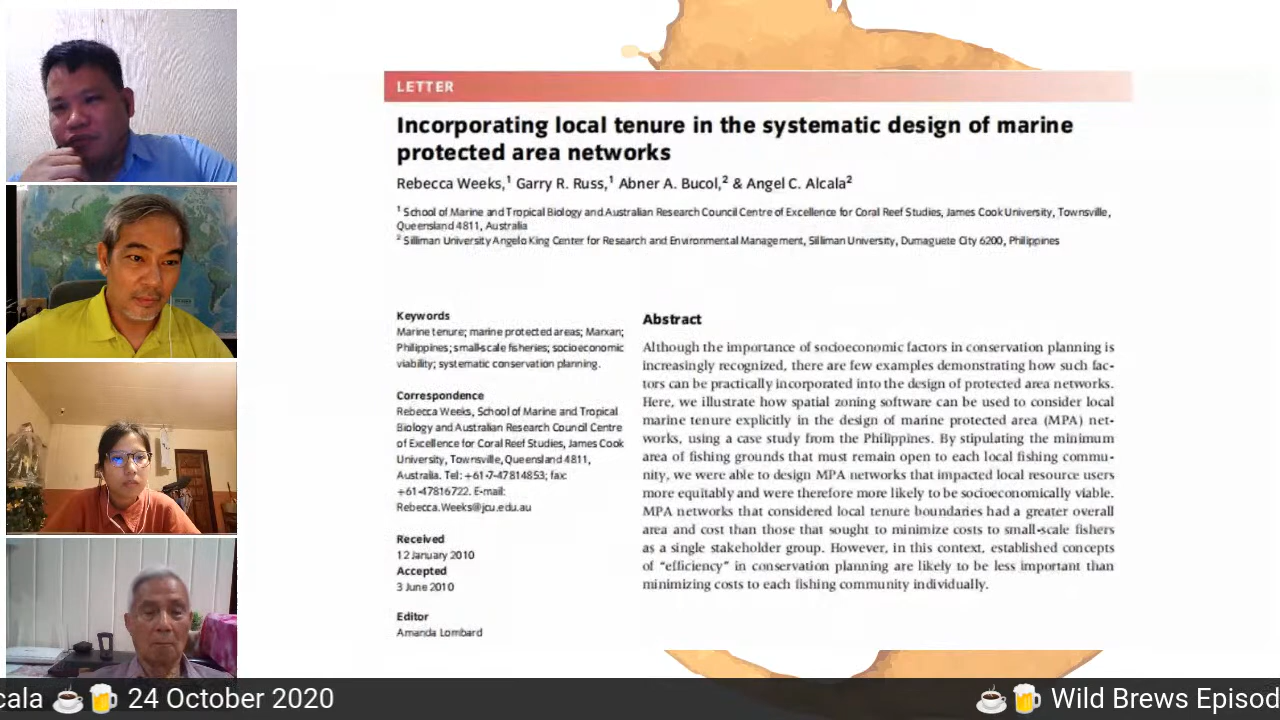 LETTER
Incorporating local tenure in the systematic design of marine
protected area networks
Rebecca Weeks,¹ Garry R. Russ,¹ Abner A. Bucol,² & Angel C. Alcala²
¹ School of Marine and Tropical Biology and Australian Research Council Centre of Excellence for Coral Reef Studies, James Cook University, Townsville,
Queensland 4811, Australia
² Silliman University Angelo King Center for Research and Environmental Management, Silliman University, Dumaguete City 6200, Philippines
Keywords
Marine tenure; marine protected areas; Marxan;
Philippines; small-scale fisheries; socioeconomic
viability; systematic conservation planning.
Correspondence
Rebecca Weeks, School of Marine and Tropical
Biology and Australian Research Council Centre
of Excellence for Coral Reef Studies, James Cook
University, Townsville, Queensland 4811,
Australia. Tel: +61-7-47814853; fax:
+61-47816722. E-mail:
Rebecca.Weeks@jcu.edu.au
Received
12 January 2010
Accepted
3 June 2010
Editor
Amanda Lombard
Abstract
Although the importance of socioeconomic factors in conservation planning is
increasingly recognized, there are few examples demonstrating how such fac-
tors can be practically incorporated into the design of protected area networks.
Here, we illustrate how spatial zoning software can be used to consider local
marine tenure explicitly in the design of marine protected area (MPA) net-
works, using a case study from the Philippines. By stipulating the minimum
area of fishing grounds that must remain open to each local fishing commu-
nity, we were able to design MPA networks that impacted local resource users
more equitably and were therefore more likely to be socioeconomically viable.
MPA networks that considered local tenure boundaries had a greater overall
area and cost than those that sought to minimize costs to small-scale fishers
as a single stakeholder group. However, in this context, established concepts
of “efficiency” in conservation planning are likely to be less important than
minimizing costs to each fishing community individually.
cala ☕🍺 24 October 2020 ☕🍺 Wild Brews Episod